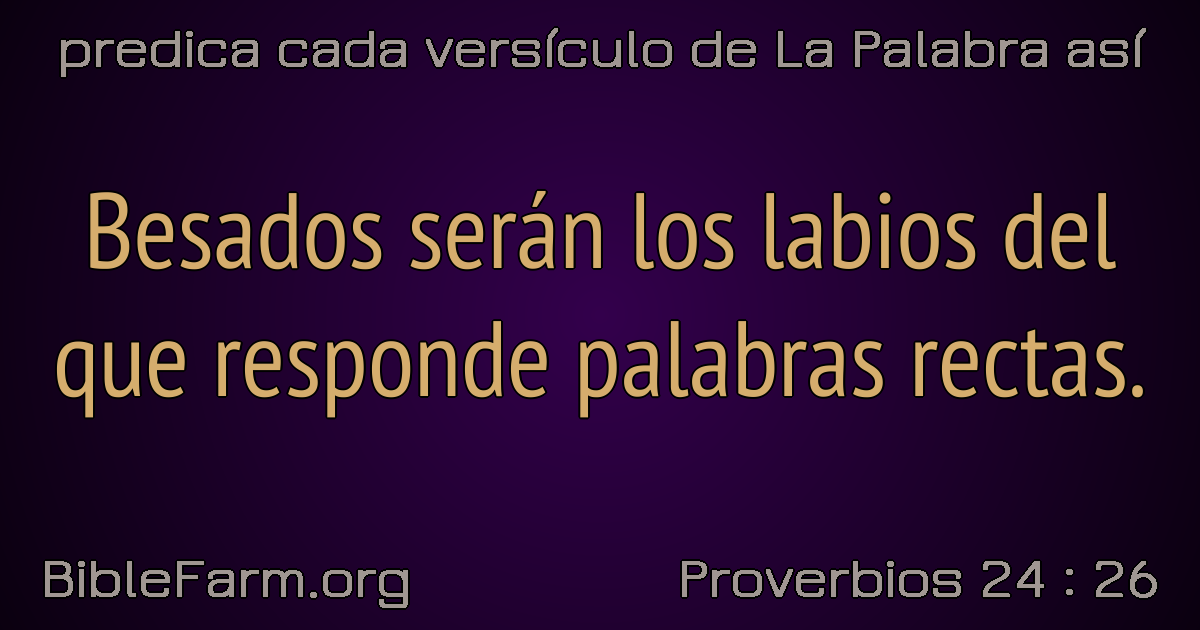 predica cada versículo de La Palabra así
Besados serán los labios del
que responde palabras rectas.
BibleFarm.org
Proverbios 24 : 26